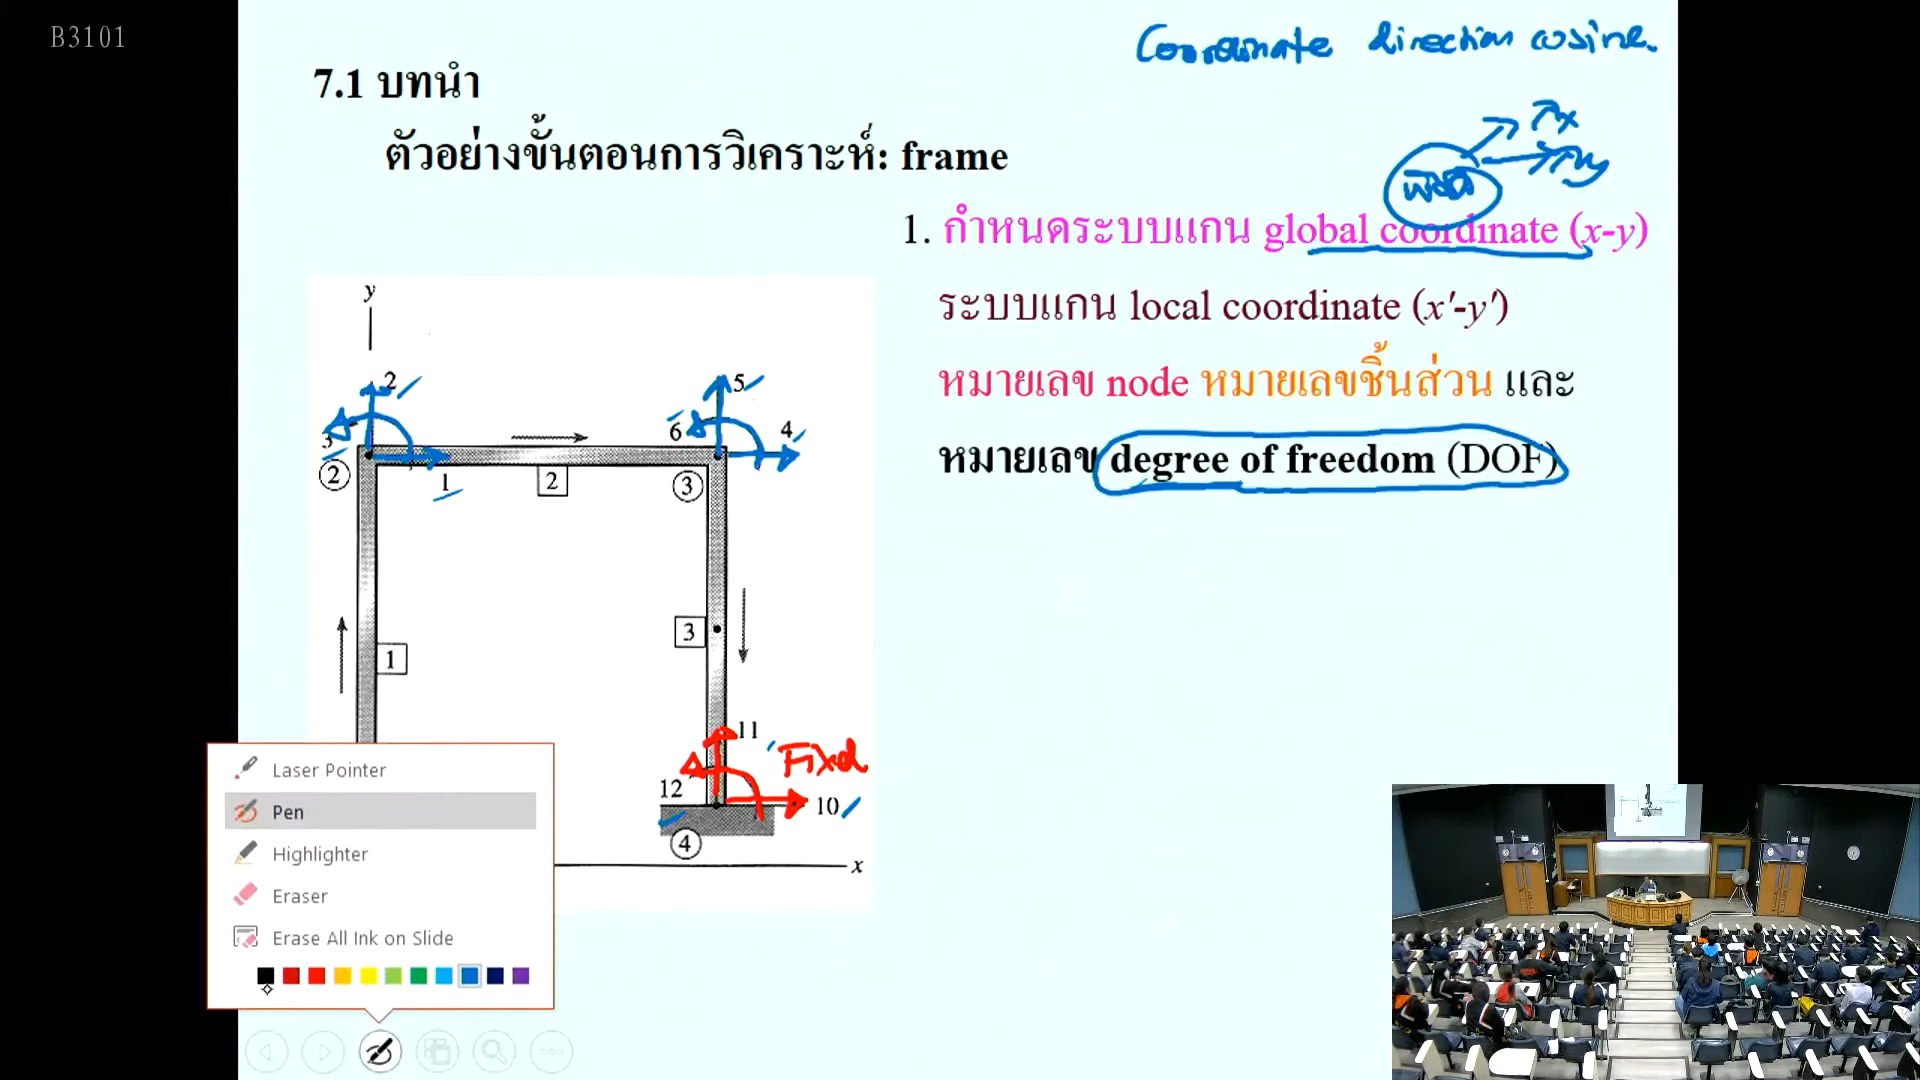 B3101
Coordinate direction cosine.
7.1 บทนำ
ตัวอย่างขั้นตอนการวิเคราะห์: frame
พิกัด
1. กำหนดระบบแกน global coordinate (x-y)
ระบบแกน local coordinate (x'-y')
หมายเลข node หมายเลขชิ้นส่วน และ
หมายเลข degree of freedom (DOF)
y
2
5
3
6
4
2
1
2
3
3
1
11
Fixed
12
10
4
x
Laser Pointer
Pen
Highlighter
Eraser
Erase All Ink on Slide